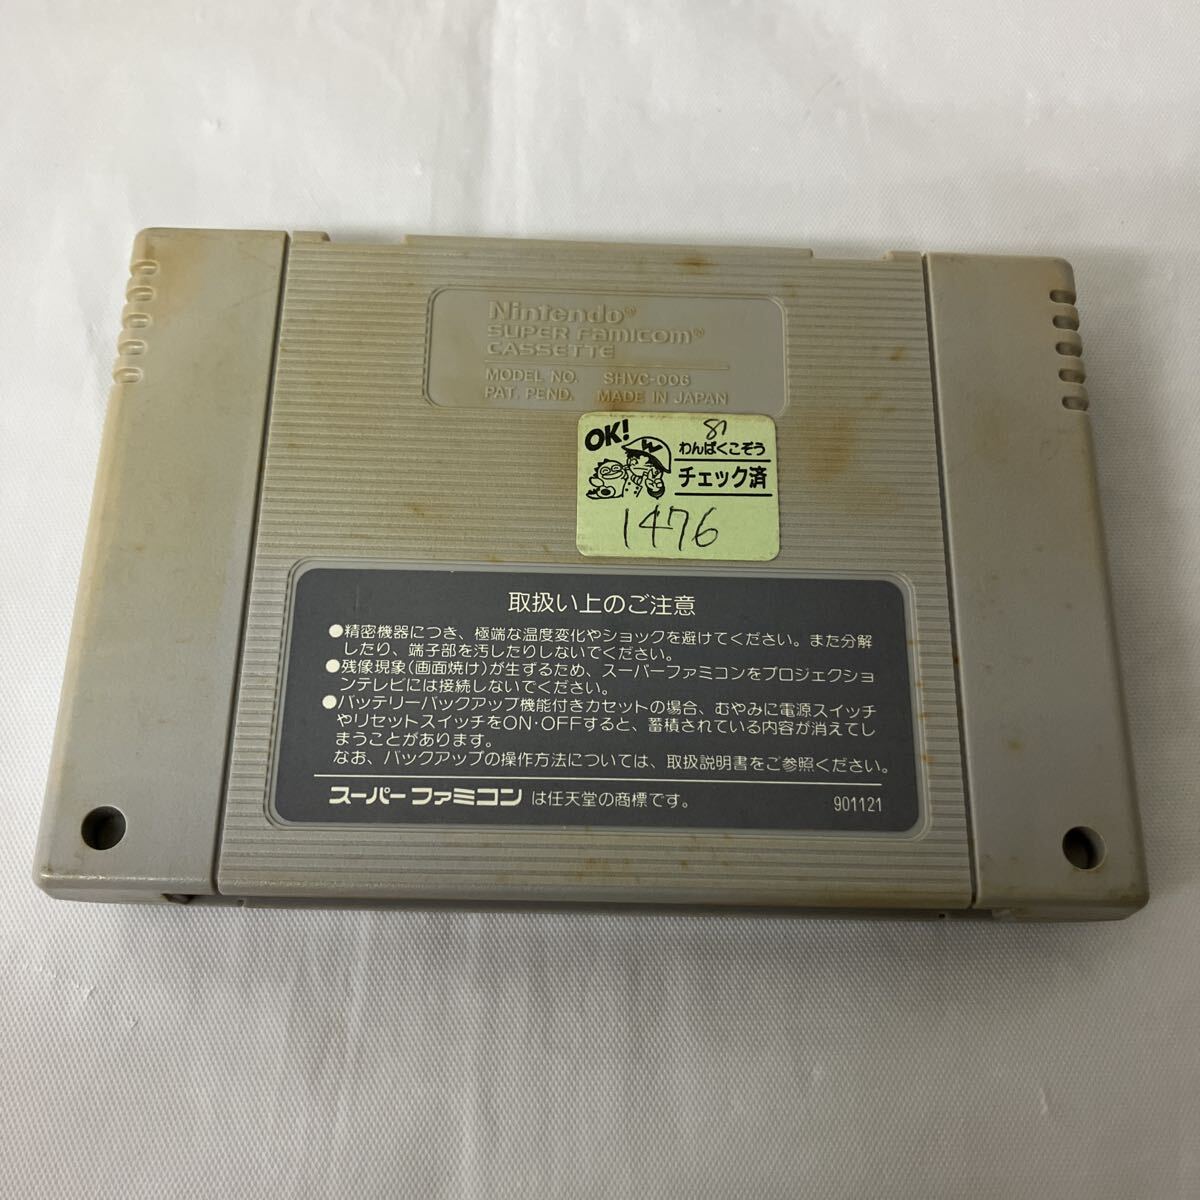 Nintendo®
SUPER Famicom®
CASSETTE
MODEL NO. SHVC-006
PAT. PEND. MADE IN JAPAN
OK!
81
わんぱくこぞう
チェック済
1476
取扱い上のご注意
●精密機器につき、極端な温度変化やショックを避けてください。また分解
したり、端子部を汚したりしないでください。
●残像現象(画面焼け)が生ずるため、スーパーファミコンをプロジェクショ
ンテレビには接続しないでください。
●バッテリーバックアップ機能付きカセットの場合、むやみに電源スイッチ
やリセットスイッチをON・OFFすると、蓄積されている内容が消えてし
まうことがあります。
なお、バックアップの操作方法については、取扱説明書をご参照ください。
スーパーファミコン は任天堂の商標です。
901121